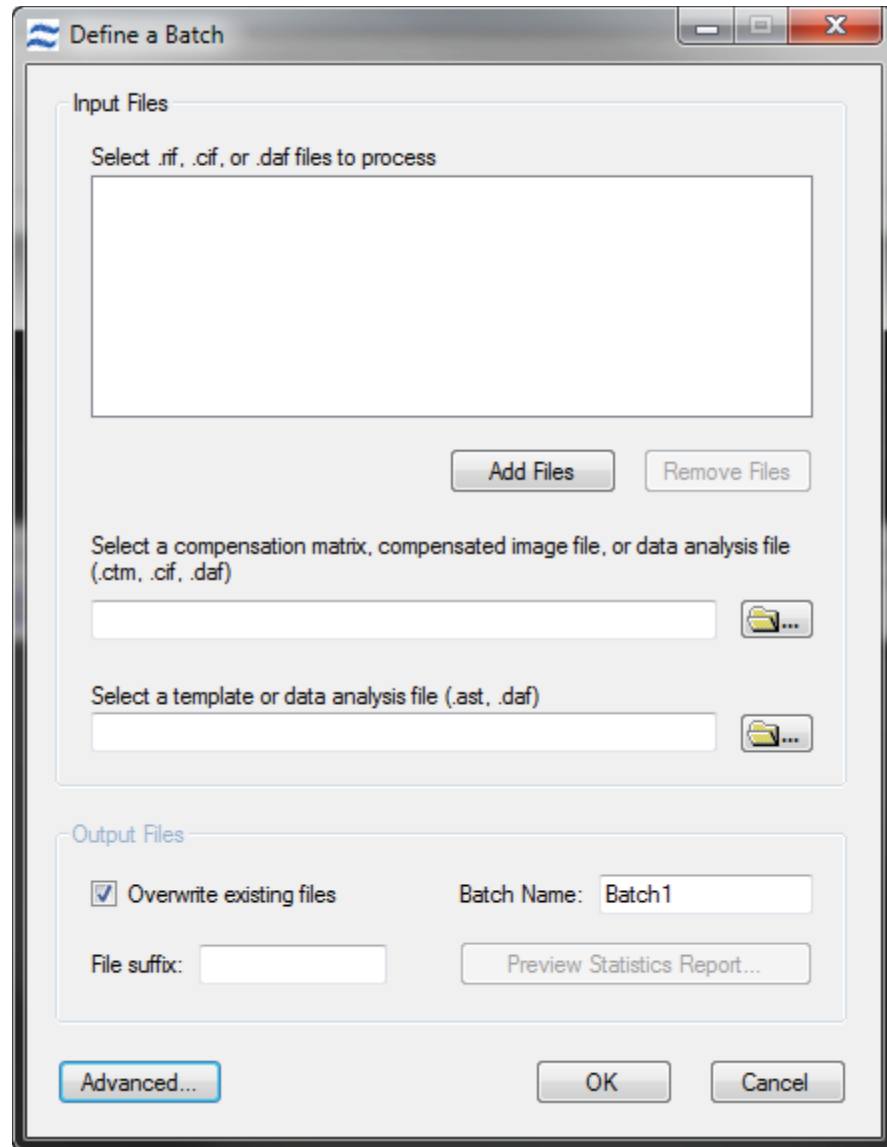 Define a Batch
Input Files
Select .rif, .cif, or .daf files to process
Add Files
Remove Files
Select a compensation matrix, compensated image file, or data analysis file
(.ctm, .cif, .daf)
...
Select a template or data analysis file (.ast, .daf)
...
Output Files
Overwrite existing files
Batch Name: Batch1
File suffix:
Preview Statistics Report...
Advanced...
OK
Cancel